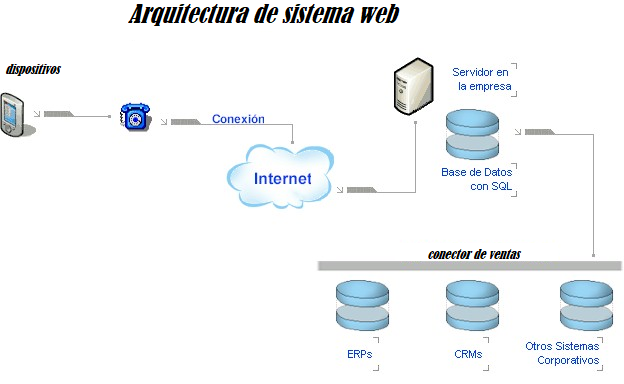 Arquitectura de sistema web
dispositivos
Servidor en
la empresa
Conexión
Internet
Base de Datos
con SQL
conector de ventas
ERPs
CRMs
Otros Sistemas
Corporativos